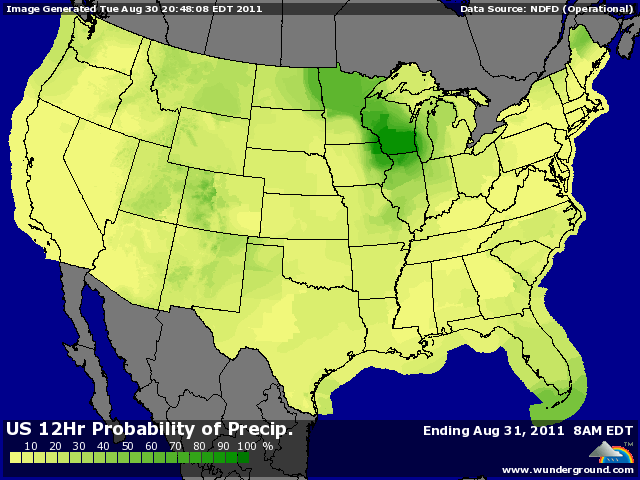 Image Generated Tue Aug 30 20:48:08 EDT 2011 Data Source: NDFD (Operational)
US 12Hr Probability of Precip. Ending Aug 31, 2011 8AM EDT
10 20 30 40 50 60 70 80 90 100 %
TM
www.wunderground.com